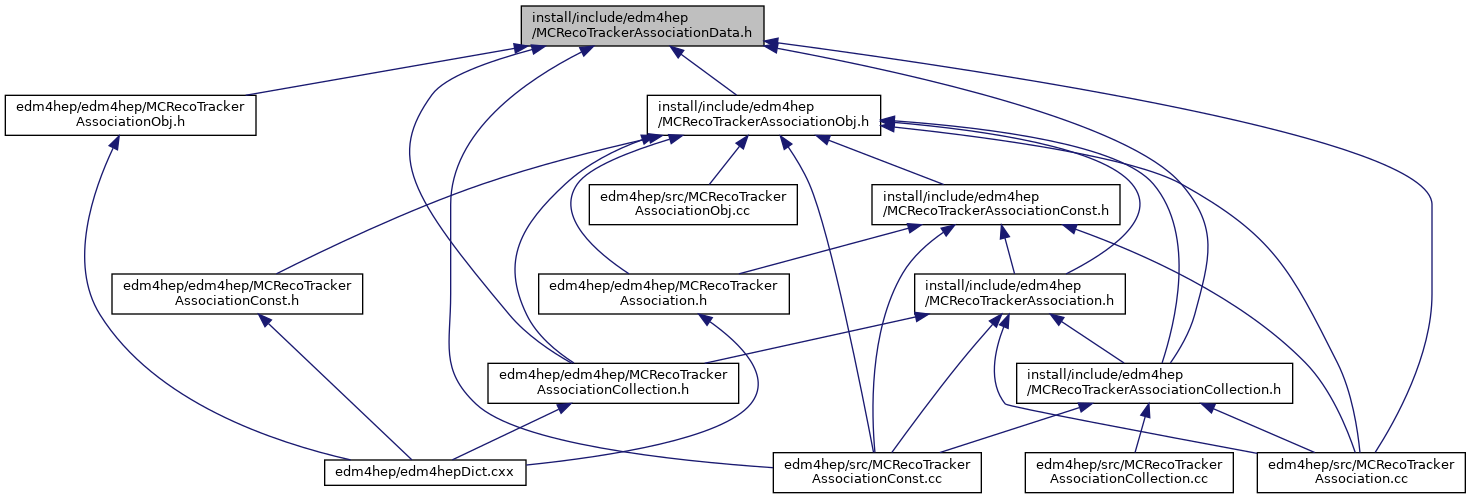 install/include/edm4hep
/MCRecoTrackerAssociationData.h
edm4hep/edm4hep/MCRecoTracker
AssociationObj.h
install/include/edm4hep
/MCRecoTrackerAssociationObj.h
edm4hep/src/MCRecoTracker
AssociationObj.cc
install/include/edm4hep
/MCRecoTrackerAssociationConst.h
edm4hep/edm4hep/MCRecoTracker
AssociationConst.h
edm4hep/edm4hep/MCRecoTracker
Association.h
install/include/edm4hep
/MCRecoTrackerAssociation.h
edm4hep/edm4hep/MCRecoTracker
AssociationCollection.h
install/include/edm4hep
/MCRecoTrackerAssociationCollection.h
edm4hep/edm4hepDict.cxx
edm4hep/src/MCRecoTracker
AssociationConst.cc
edm4hep/src/MCRecoTracker
AssociationCollection.cc
edm4hep/src/MCRecoTracker
Association.cc